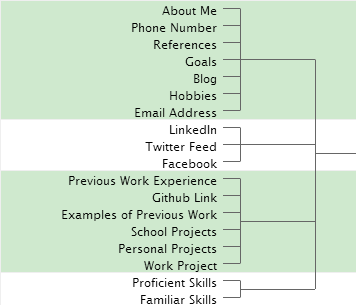 About Me
Phone Number
References
Goals
Blog
Hobbies
Email Address
LinkedIn
Twitter Feed
Facebook
Previous Work Experience
Github Link
Examples of Previous Work
School Projects
Personal Projects
Work Project
Proficient Skills
Familiar Skills